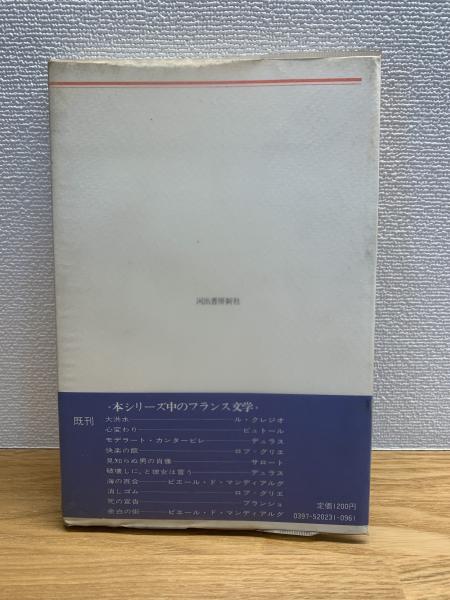 河出書房新社
・本シリーズ中のフランス文学・
既刊
大洪水――ル・クレジオ
心変わり――ビュトール
モデラート・カンタービレ――デュラス
快楽の館――ロブ・グリエ
見知らぬ男の肖像――サロート
破壊しに、と彼女は言う――デュラス
海の百合――ピエール・ド・マンディアルグ
消しゴム――ロブ・グリエ
死の宣告――ブランショ
余白の街――ピエール・ド・マンディアルグ
定価1200円
0397-520231-0961